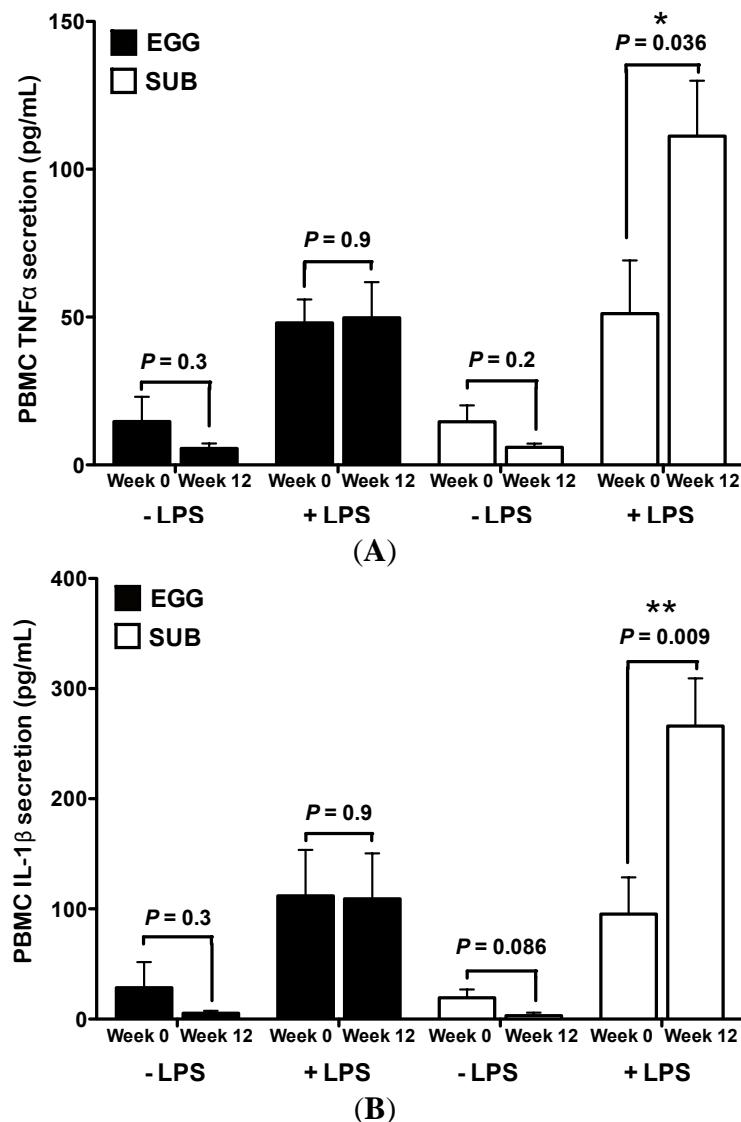 150
100
50
0
PBMC TNFα secretion (pg/mL)
EGG
SUB
*
P = 0.036
P = 0.9
P = 0.3
P = 0.2
Week 0 Week 12 Week 0 Week 12 Week 0 Week 12 Week 0 Week 12
- LPS + LPS - LPS + LPS
(A)
400
300
200
100
0
PBMC IL-1β secretion (pg/mL)
EGG
SUB
**
P = 0.009
P = 0.9
P = 0.3
P = 0.086
Week 0 Week 12 Week 0 Week 12 Week 0 Week 12 Week 0 Week 12
- LPS + LPS - LPS + LPS
(B)